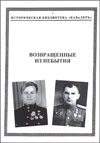 ИСТОРИЧЕСКАЯ БИБЛИОТЕКА «КАВАЛЕРЪ»
ВОЗВРАЩЕННЫЕ
ИЗ НЕБЫТИЯ